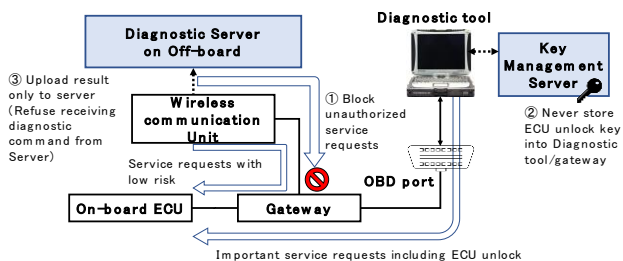 Diagnostic Server
on Off-board
Diagnostic tool
Key
Management
Server
③ Upload result
only to server
(Refuse receiving
diagnostic
command from
Server)
Wireless
communication
Unit
① Block
unauthorized
service
requests
② Never store
ECU unlock key
into Diagnostic
tool/gateway
Service requests with
low risk
OBD port
On-board ECU
Gateway
Important service requests including ECU unlock